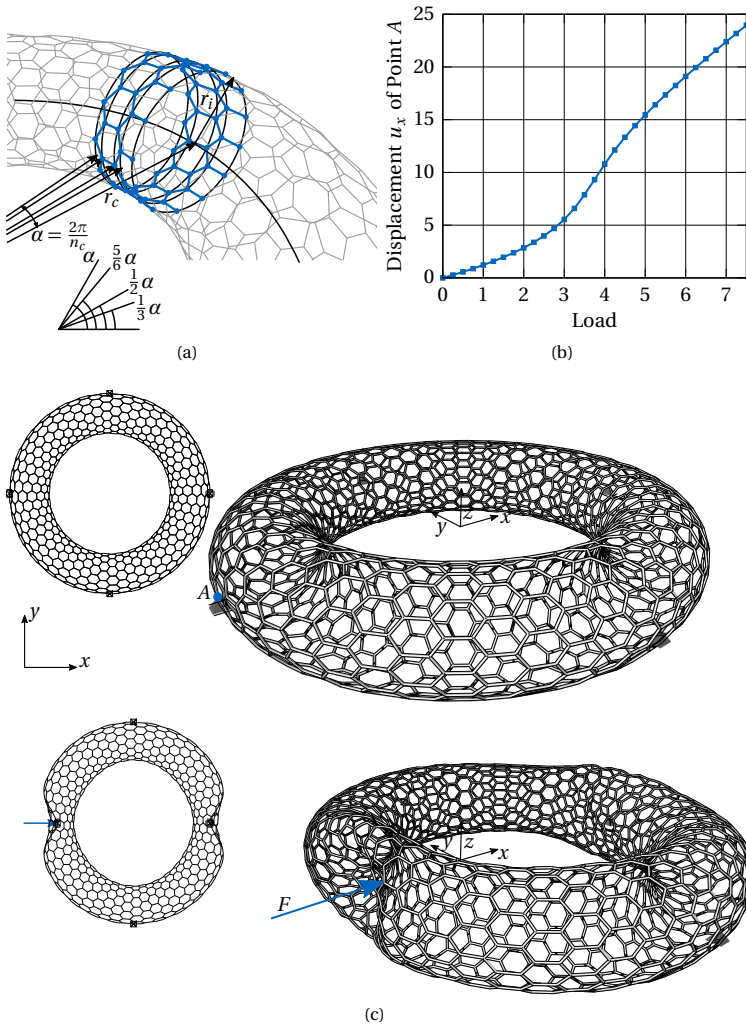 r_i
r_c
α = 2π/n_c
α
5/6 α
1/2 α
1/3 α
(a)
Displacement u_x of Point A
25
20
15
10
5
0
0 1 2 3 4 5 6 7
Load
(b)
z
y x
A
y
x
y z x
F
(c)